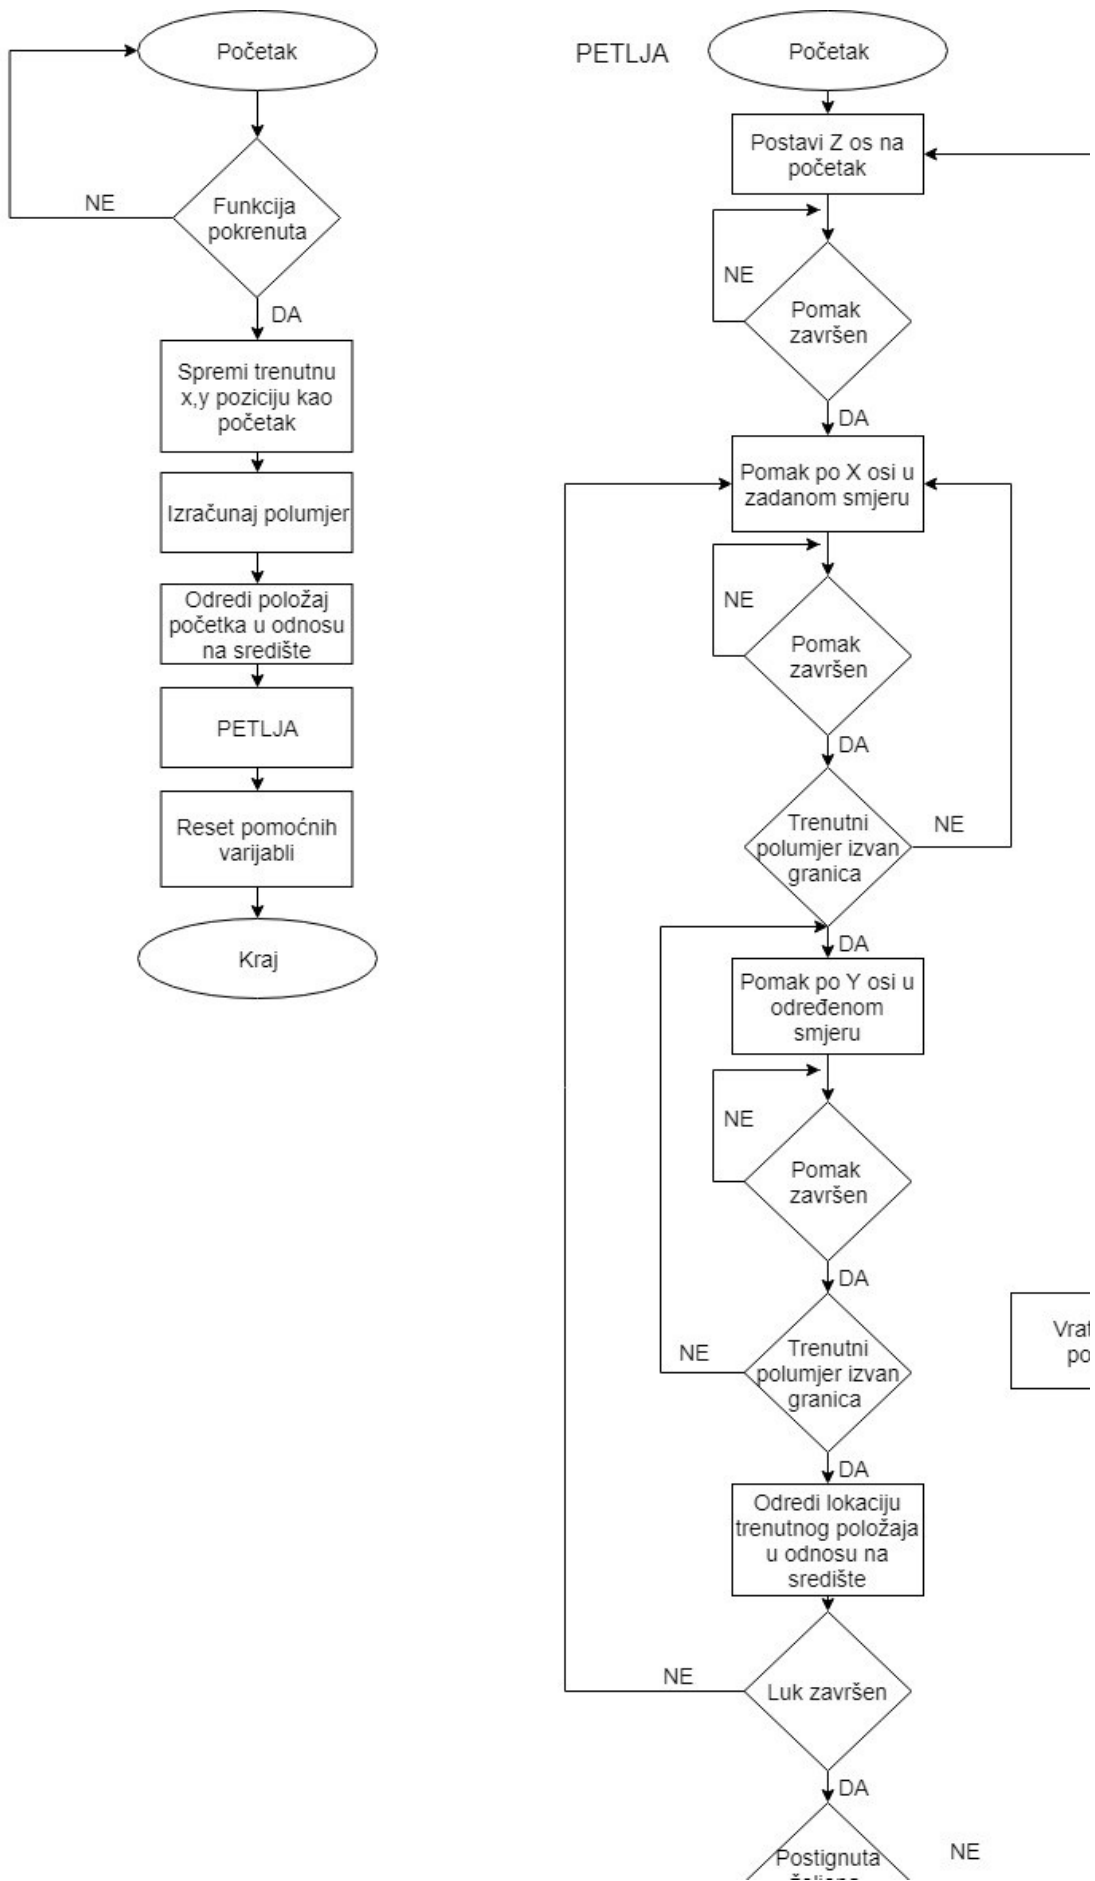 Početak
Funkcija
pokrenuta
NE
DA
Spremi trenutnu
x,y poziciju kao
početak
Izračunaj polumjer
Odredi položaj
početka u odnosu
na središte
PETLJA
Reset pomoćnih
varijabli
Kraj
PETLJA
Početak
Postavi Z os na
početak
NE
Pomak
završen
DA
Pomak po X osi u
zadanom smjeru
NE
Pomak
završen
DA
Trenutni
polumjer izvan
granica
NE
DA
Pomak po Y osi u
određenom
smjeru
NE
Pomak
završen
DA
Trenutni
polumjer izvan
granica
NE
DA
Odredi lokaciju
trenutnog položaja
u odnosu na
središte
Luk završen
NE
DA
Postignuta
NE